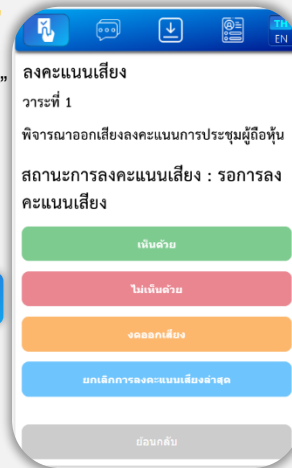 TH
EN
”
ลงคะแนนเสียง
วาระที่ 1
พิจารณาออกเสียงลงคะแนนการประชุมผู้ถือหุ้น
สถานะการลงคะแนนเสียง : รอการลง
คะแนนเสียง
เห็นด้วย
ไม่เห็นด้วย
งดออกเสียง
ยกเลิกการลงคะแนนเสียงล่าสุด
ย้อนกลับ